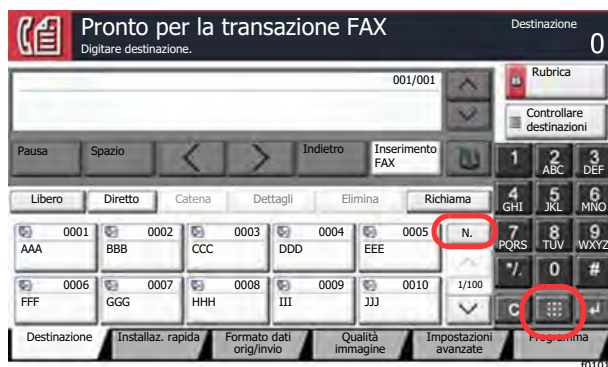 Pronto per la transazione FAX
Digitare destinazione.
Destinazione
0
001/001
Rubrica
Controllare
destinazioni
Pausa
Spazio
Indietro
Inserimento
FAX
1
2
ABC
3
DEF
Libero
Diretto
Catena
Dettagli
Elimina
Richiama
4
GHI
5
JKL
6
MNO
0001
AAA
0002
BBB
0003
CCC
0004
DDD
0005
EEE
N.
7
PQRS
8
TUV
9
WXYZ
0006
FFF
0007
GGG
0008
HHH
0009
III
0010
JJJ
1/100
*/.
0
#
C
Destinazione
Installaz. rapida
Formato dati
orig/invio
Qualità
immagine
Impostazioni
avanzate
Programma
f0101